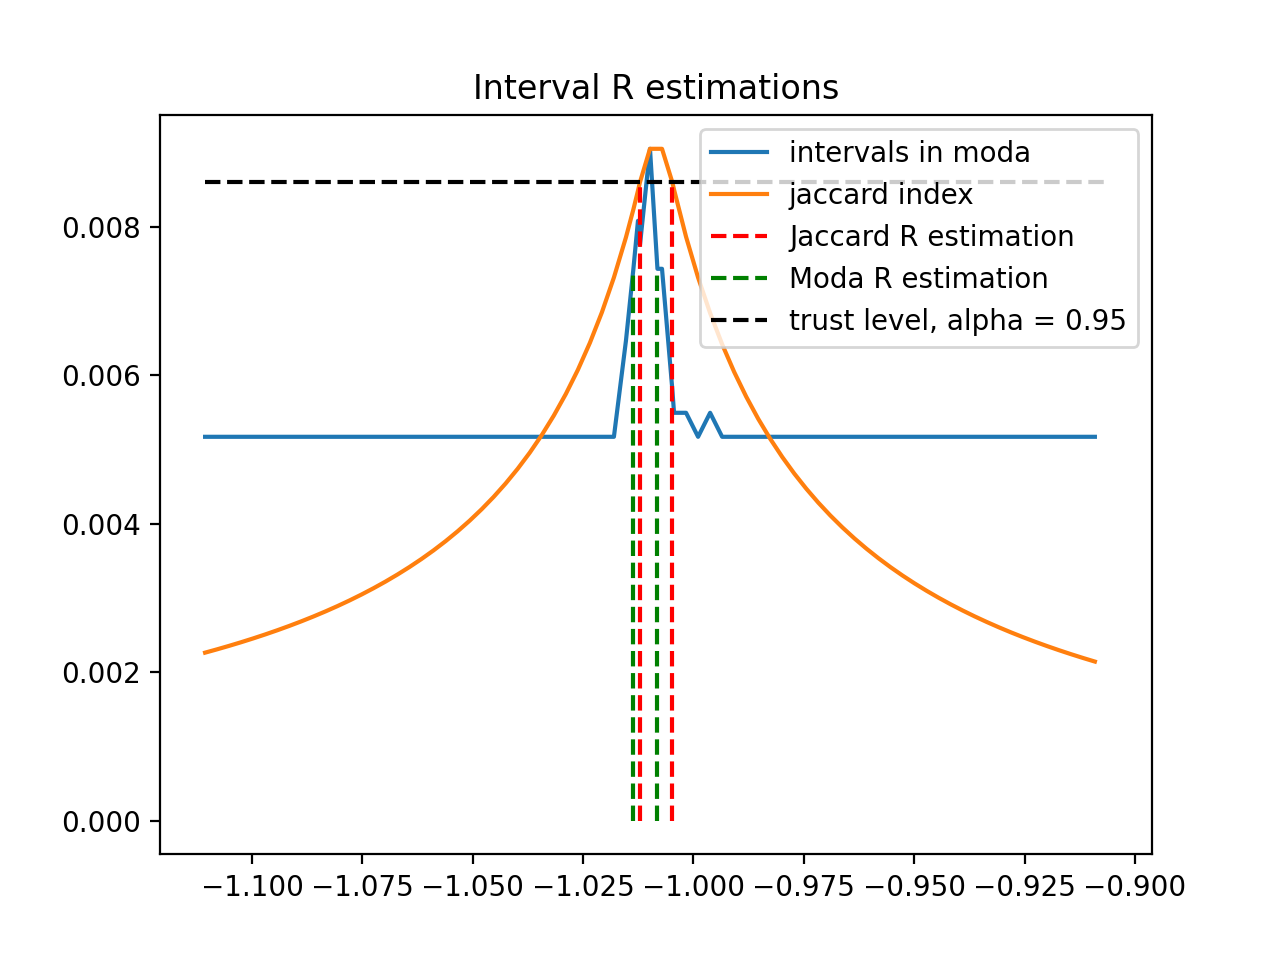 Interval R estimations
intervals in moda
jaccard index
Jaccard R estimation
Moda R estimation
trust level, alpha = 0.95
0.008
0.006
0.004
0.002
0.000
−1.100 −1.075 −1.050 −1.025 −1.000 −0.975 −0.950 −0.925 −0.900